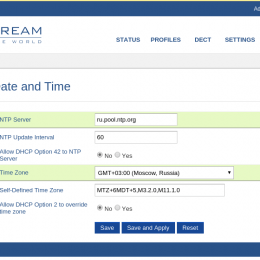 Ad
REAM
E WORLD
STATUS PROFILES DECT SETTINGS
ate and Time
NTP Server ru.pool.ntp.org
NTP Update Interval 60
Allow DHCP Option 42 to NTP
Server
No Yes
Time Zone GMT+03:00 (Moscow, Russia)
Self-Defined Time Zone MTZ+6MDT+5,M3.2.0,M11.1.0
Allow DHCP Option 2 to override
time zone
No Yes
Save Save and Apply Reset